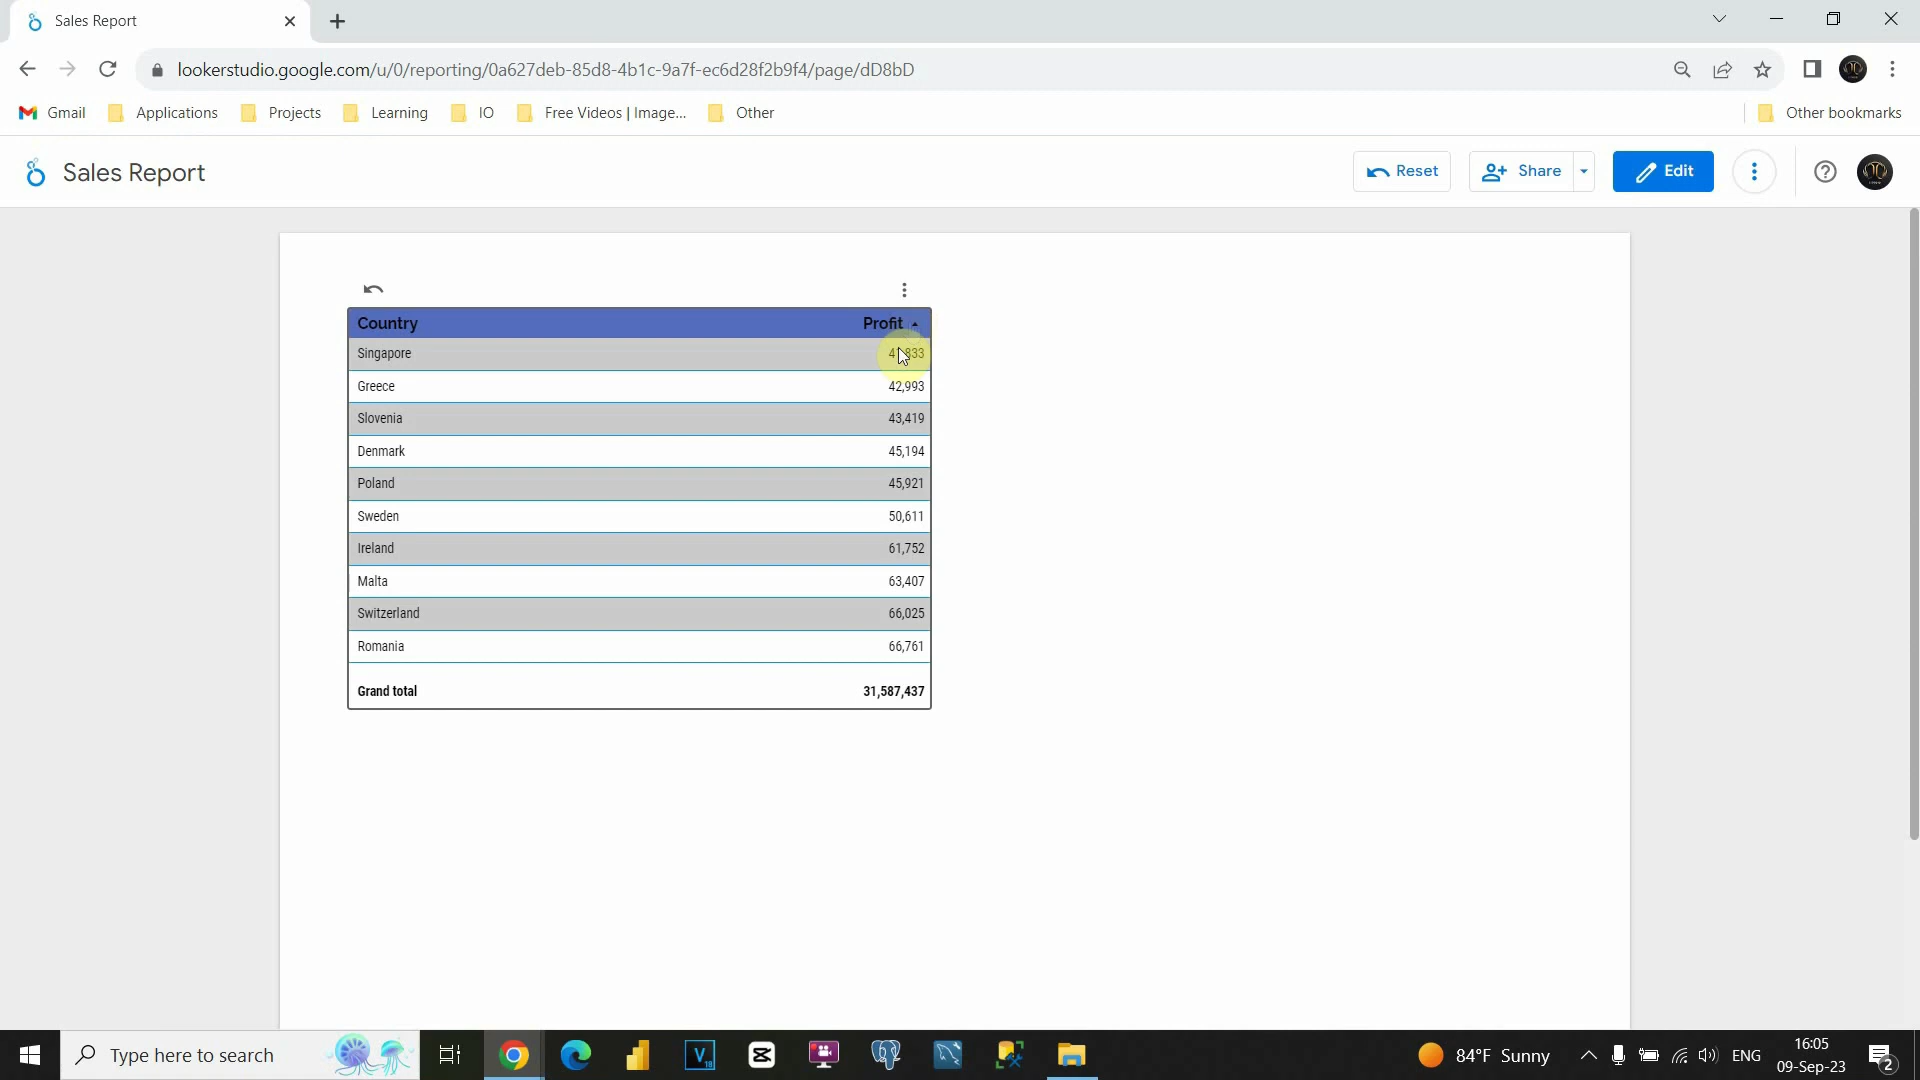 Sales Report
lookerstudio.google.com/u/0/reporting/0a627deb-85d8-4b1c-9a7f-ec6d28f2b9f4/page/dD8bD
Gmail Applications Projects Learning IO Free Videos | Image... Other Other bookmarks
Sales Report Reset Share Edit
Country Profit
Singapore 41,833
Greece 42,993
Slovenia 43,419
Denmark 45,194
Poland 45,921
Sweden 50,611
Ireland 61,752
Malta 63,407
Switzerland 66,025
Romania 66,761
Grand total 31,587,437
Type here to search
84°F Sunny
ENG
16:05
09-Sep-23
2